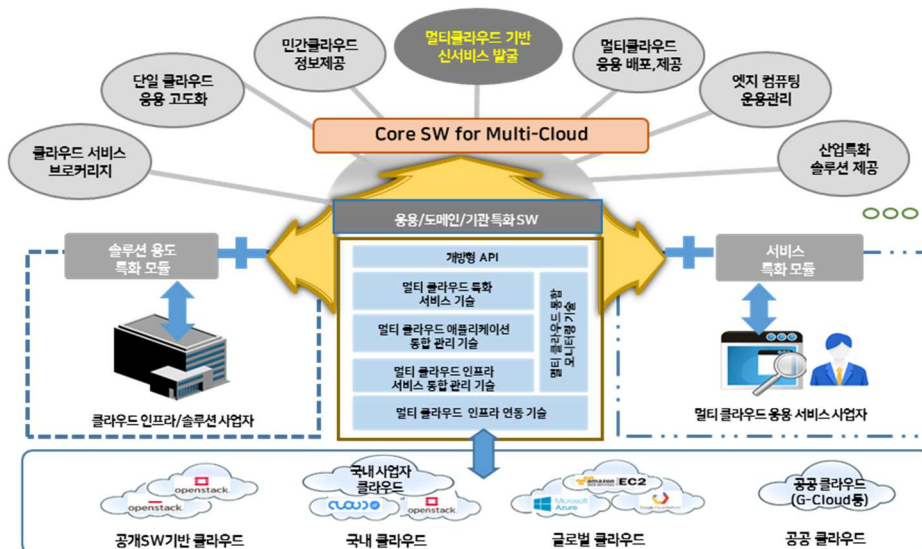 민간클라우드
정보제공
멀티클라우드 기반
신서비스 발굴
멀티클라우드
응용 배포,제공
단일 클라우드
응용 고도화
엣지 컴퓨팅
운용관리
Core SW for Multi-Cloud
클라우드 서비스
브로커리지
산업특화
솔루션 제공
응용/도메인/기관 특화 SW
솔루션 용도
특화 모듈
서비스
특화 모듈
개방형 API
멀티 클라우드 특화
서비스 기술
멀티 클라우드 애플리케이션
통합 관리 기술
멀티 클라우드 인프라
서비스 통합 관리 기술
멀티 클라우드 통합
모니터링 기술
멀티 클라우드 인프라 연동 기술
클라우드 인프라/솔루션 사업자
멀티 클라우드 응용 서비스 사업자
openstack.
openstack.
국내 사업자
클라우드
openstack.
amazon EC2
Microsoft
Azure
Google Cloud Platform
공공 클라우드
(G-Cloud등)
공개SW기반 클라우드
국내 클라우드
글로벌 클라우드
공공 클라우드